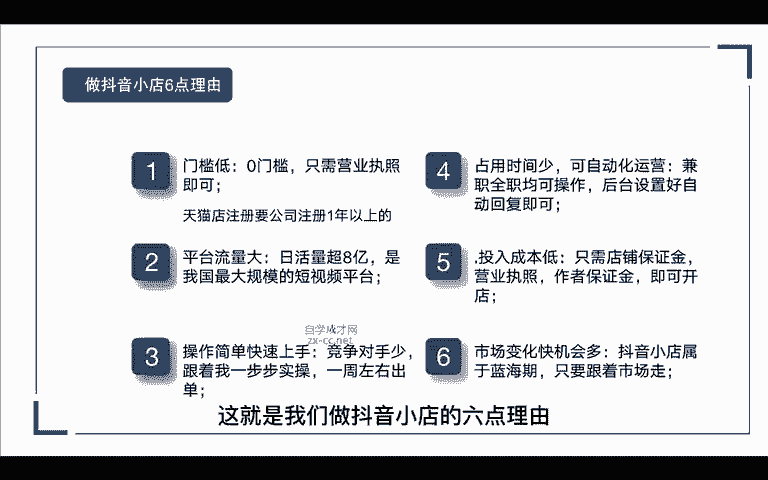 做抖音小店6点理由
1
门槛低：0门槛，只需营业执照
即可；
天猫店注册要公司注册1年以上的
2
平台流量大：日活量超8亿，是
我国最大规模的短视频平台；
3
操作简单快速上手：竞争对手少，
跟着我一步步实操，一周左右出
单；
4
占用时间少，可自动化运营：兼
职全职均可操作，后台设置好自
动回复即可；
5
.投入成本低：只需店铺保证金，
营业执照，作者保证金，即可开
店；
6
市场变化快机会多：抖音小店属
于蓝海期，只要跟着市场走；
自学成才网
zx-cc.net
这就是我们做抖音小店的六点理由